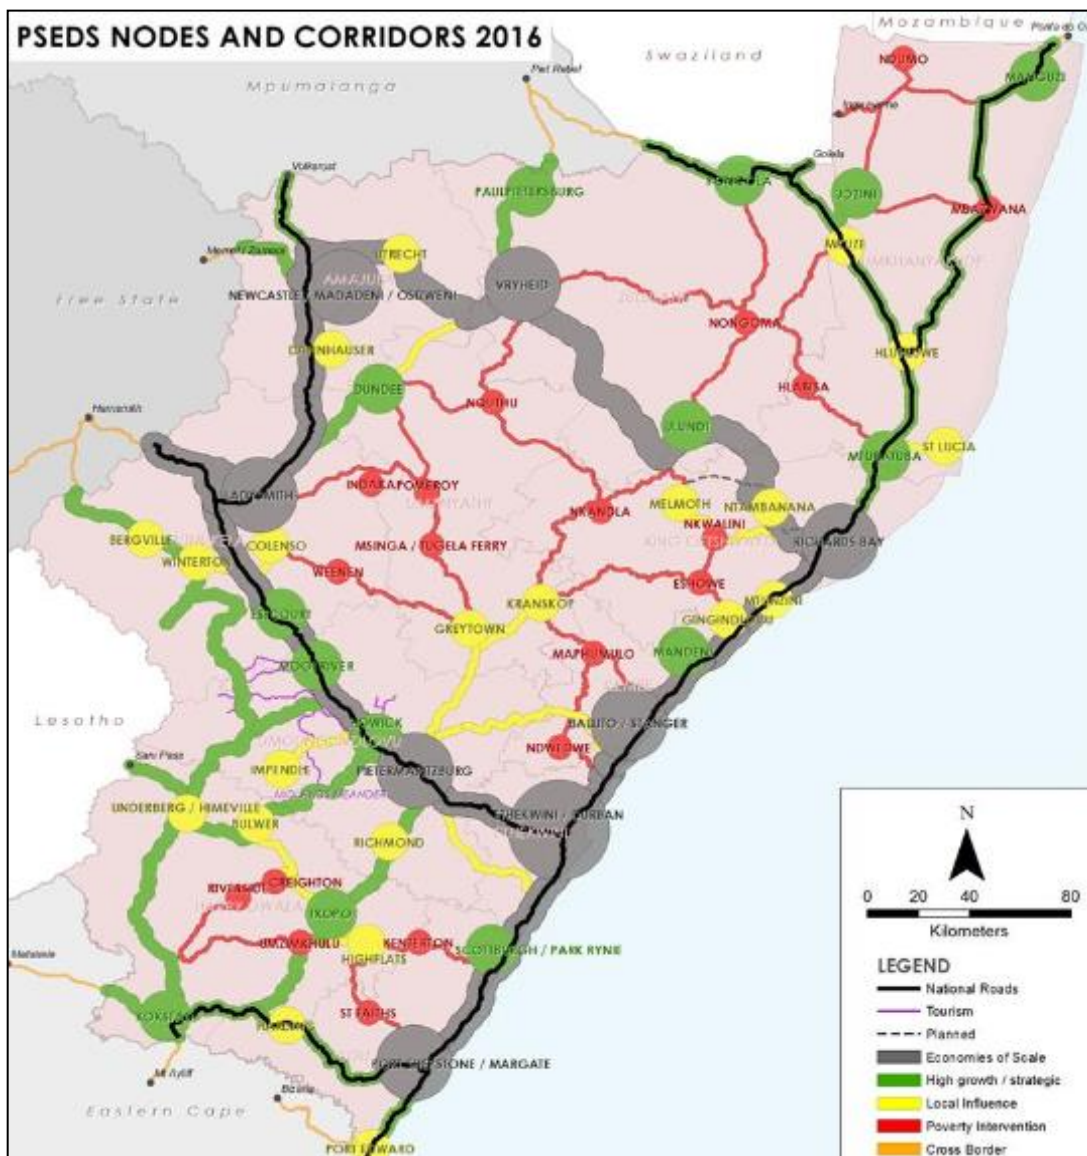 PSEDS NODES AND CORRIDORS 2016
Mozambique
Swaziland
Piet Retief
Mpumalanga
NDUMO
MANGUZI
Volksrust
Golela
PAULPIETERSBURG
PONGOLA
JOZINI
MBAZWANA
UTRECHT
MKUZE
Free State
AMAJUBA
NEWCASTLE / MADADENI / OSIZWENI
VRYHEID
NONGOMA
DANNHAUSER
HLUHLUWE
DUNDEE
HLABISA
NQUTHU
ULUNDI
MTUBATUBA
ST LUCIA
LADYSMITH
INDAKA
POMEROY
MELMOTH
NTAMBANANA
NKANDLA
NKWALINI
BERGVILLE
COLENSO
MSINGA / TUGELA FERRY
RICHARDS BAY
WINTERTON
WEENEN
ESHOWE
KRANSKOP
MTUNZINI
ESTCOURT
GREYTOWN
GINGINDLOVU
MOOI RIVER
MAPHUMULO
MANDENI
Lesotho
HOWICK
BALLITO / STANGER
NDWEDWE
Sani Pass
IMPENDLE
PIETERMARITZBURG
UNDERBERG / HIMEVILLE
BULWER
ETHEKWINI / DURBAN
RICHMOND
CREIGHTON
RIVERSIDE
IXOPO
UMZIMKHULU
HIGHFLATS
KENTERTON
SCOTTBURGH / PARK RYNIE
Matatiele
ST FAITHS
KOKSTAD
HARDING
PORT SHEPSTONE / MARGATE
Mt Ayliff
Bizana
Eastern Cape
PORT EDWARD
N
0 20 40 80
Kilometers
LEGEND
National Roads
Tourism
Planned
Economies of Scale
High growth / strategic
Local Influence
Poverty Intervention
Cross Border